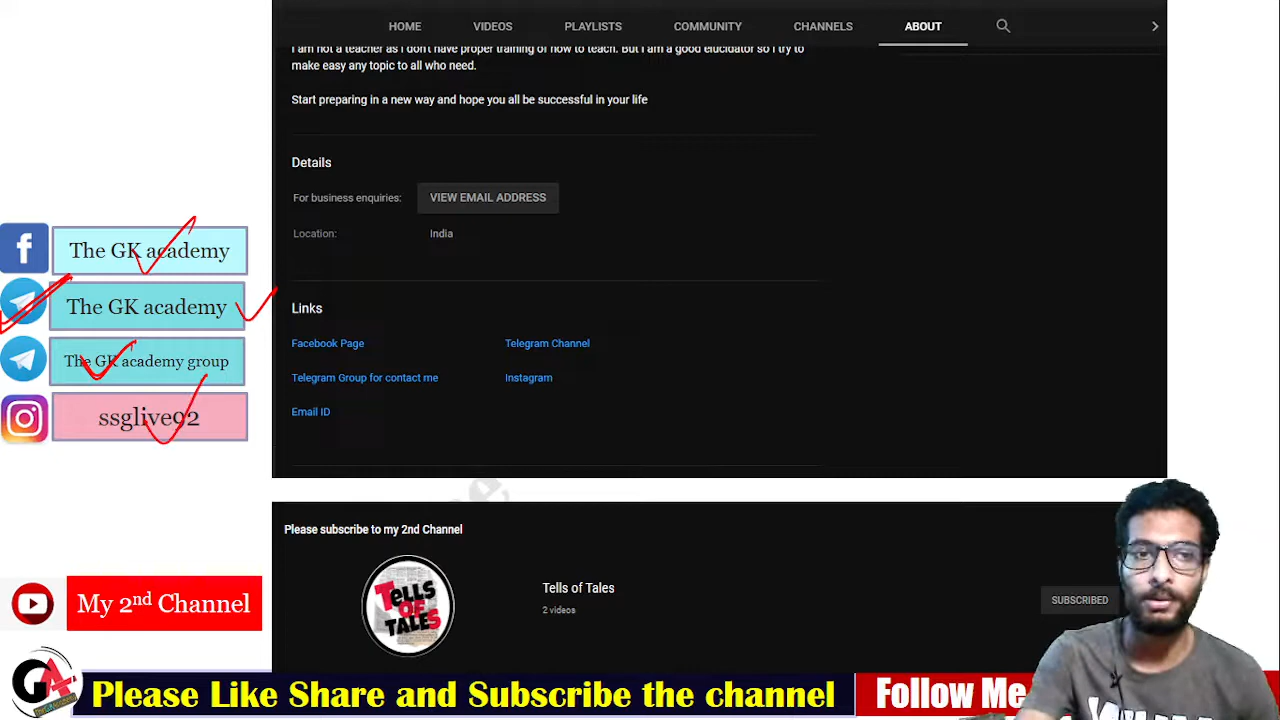 HOME VIDEOS PLAYLISTS COMMUNITY CHANNELS ABOUT
I am not a teacher as I don't have proper training of how to teach. But I am a good elucidator so I try to
make easy any topic to all who need.
Start preparing in a new way and hope you all be successful in your life
Details
For business enquiries: VIEW EMAIL ADDRESS
Location: India
Links
Facebook Page Telegram Channel
Telegram Group for contact me Instagram
Email ID
The GK academy
The GK academy
The GK academy group
ssglive92
Please subscribe to my 2nd Channel
TELLS
OF
TALES
Tells of Tales
2 videos
SUBSCRIBED
My 2nd Channel
GA
Please Like Share and Subscribe the channel
Follow Me